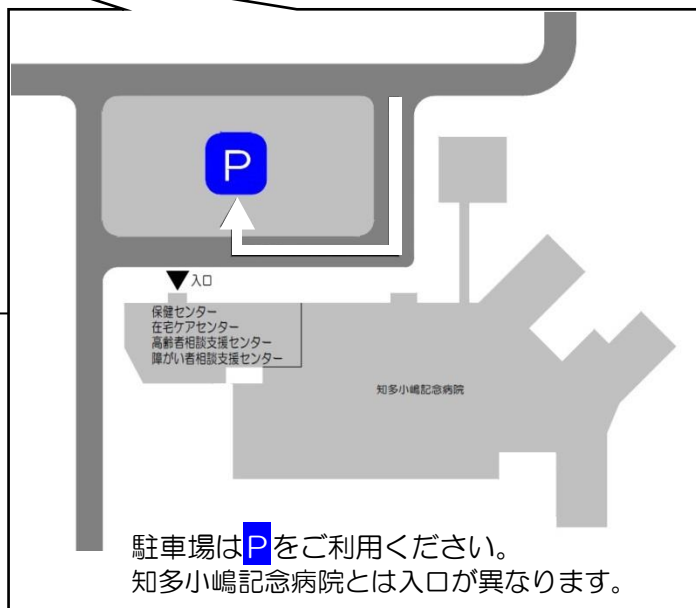 P
入口
保健センター
在宅ケアセンター
高齢者相談支援センター
障がい者相談支援センター
知多小嶋記念病院
駐車場はPをご利用ください。
知多小嶋記念病院とは入口が異なります。